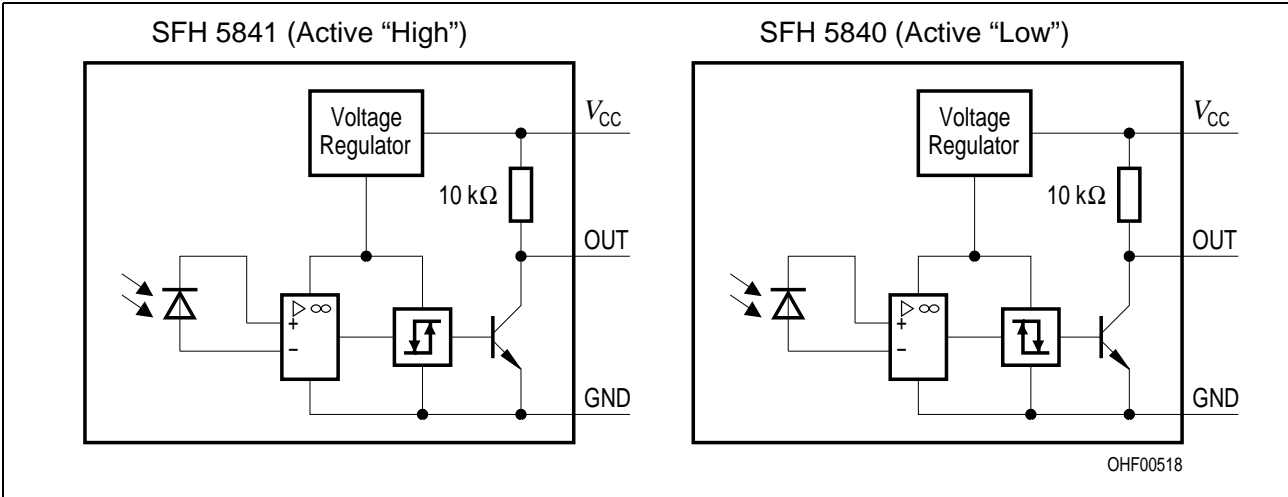 SFH 5841 (Active “High”)
Voltage
Regulator
V_CC
10 kΩ
OUT
▷ ∞
+
−
GND
SFH 5840 (Active “Low”)
Voltage
Regulator
V_CC
10 kΩ
OUT
▷ ∞
+
−
GND
OHF00518